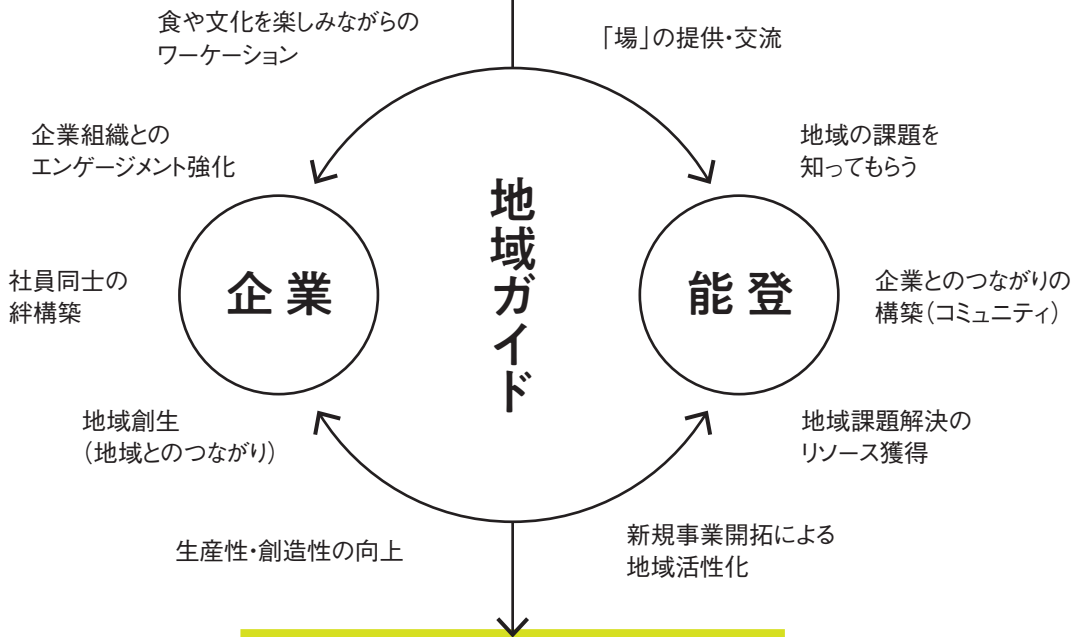 食や文化を楽しみながらの
ワーケーション
「場」の提供・交流
企業組織との
エンゲージメント強化
地域の課題を
知ってもらう
地域ガイド
社員同士の
絆構築
企業
能登
企業とのつながりの
構築(コミュニティ)
地域創生
(地域とのつながり)
地域課題解決の
リソース獲得
生産性・創造性の向上
新規事業開拓による
地域活性化